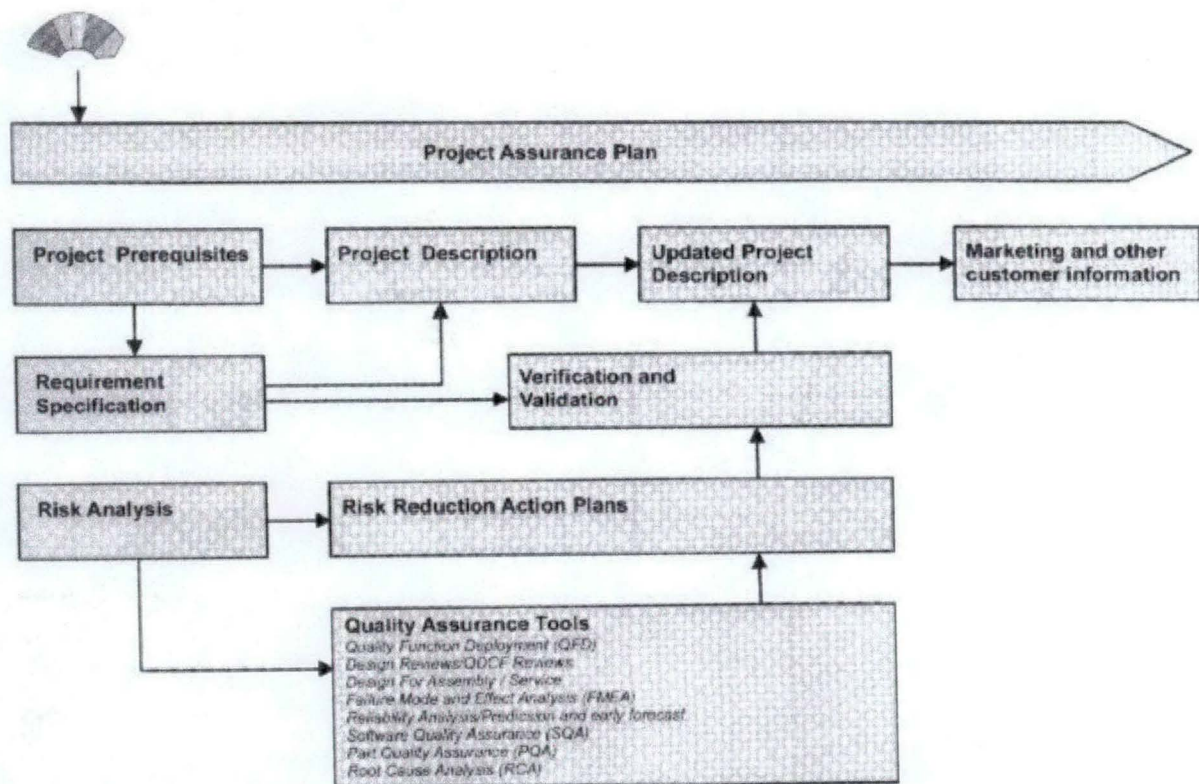 Project Assurance Plan
Project Prerequisites
Project Description
Updated Project
Description
Marketing and other
customer information
Requirement
Specification
Verification and
Validation
Risk Analysis
Risk Reduction Action Plans
Quality Assurance Tools
Quality Function Deployment (QFD)
Design Reviews/QDCF Reviews
Design For Assembly / Service
Failure Mode and Effect Analysis (FMEA)
Reliability Analysis/Prediction and early forecast
Software Quality Assurance (SQA)
Part Quality Assurance (PQA)
Root Cause Analysis (RCA)